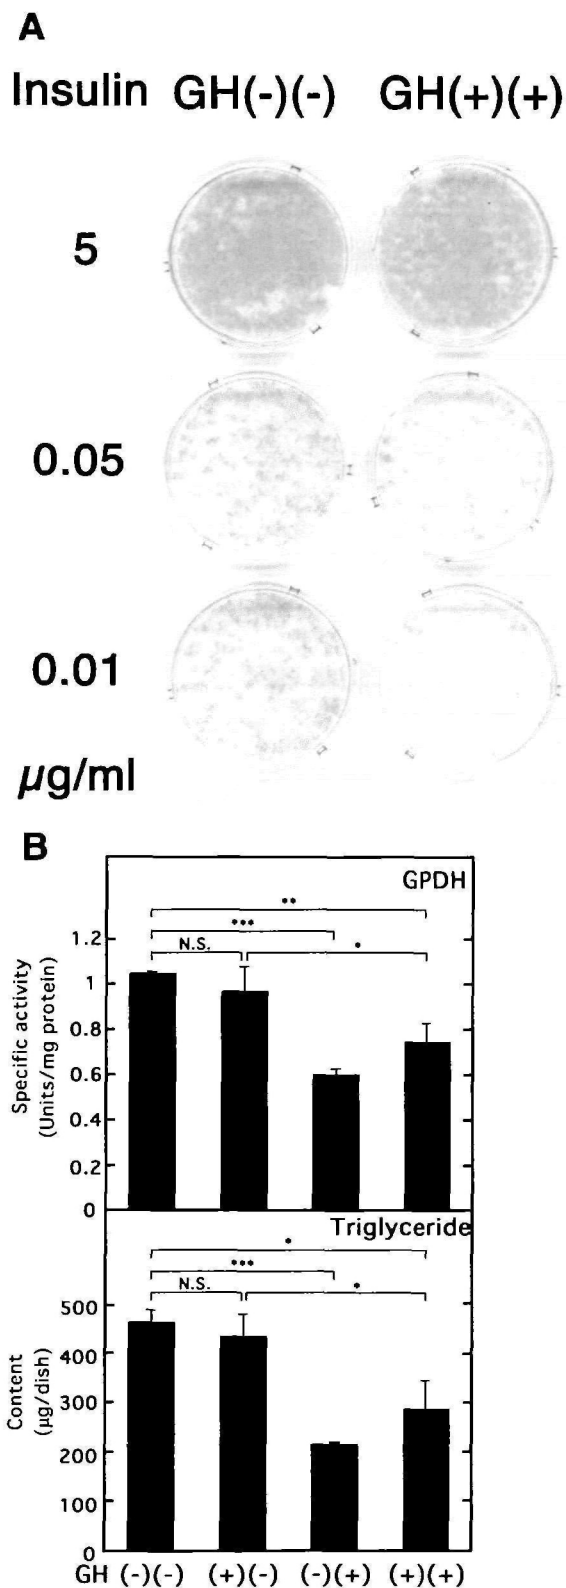 A
Insulin GH(-)(-) GH(+)(+)
5
0.05
0.01
µg/ml
B
GPDH
**
***
N.S.
*
1.2
1
0.8
0.6
0.4
0.2
0
Specific activity
(Units/mg protein)
Triglyceride
*
***
N.S.
*
500
400
300
200
100
0
Content
(µg/dish)
GH (-)(-) (+)(-) (-)(+) (+)(+)